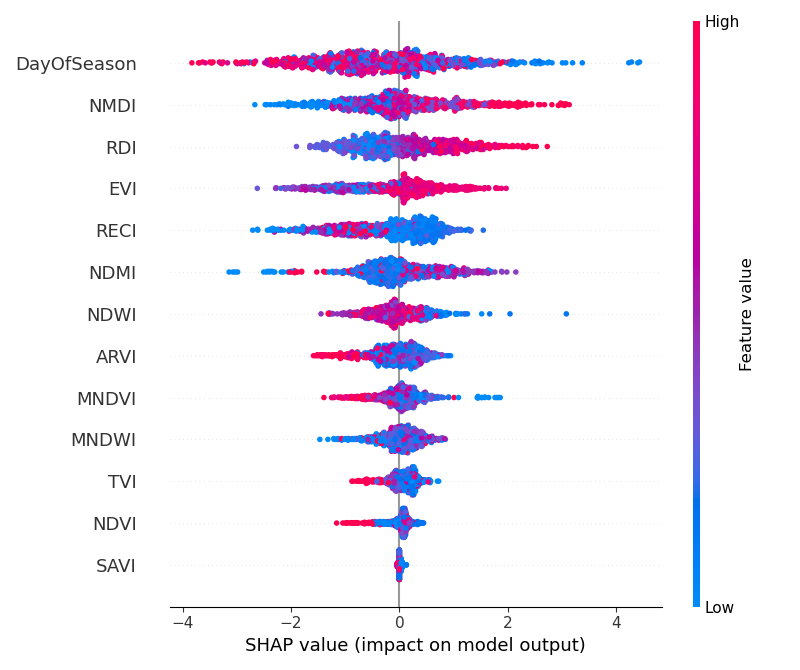 High
DayOfSeason
NMDI
RDI
EVI
RECI
NDMI
NDWI
ARVI
MNDVI
MNDWI
TVI
NDVI
SAVI
Feature value
Low
−4 −2 0 2 4
SHAP value (impact on model output)